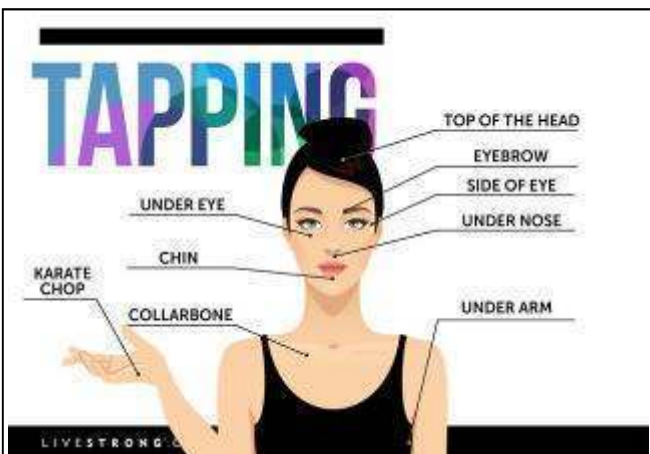 TAPPING
TOP OF THE HEAD
EYEBROW
SIDE OF EYE
UNDER EYE
UNDER NOSE
CHIN
KARATE
CHOP
COLLARBONE
UNDER ARM
LIVESTRONG